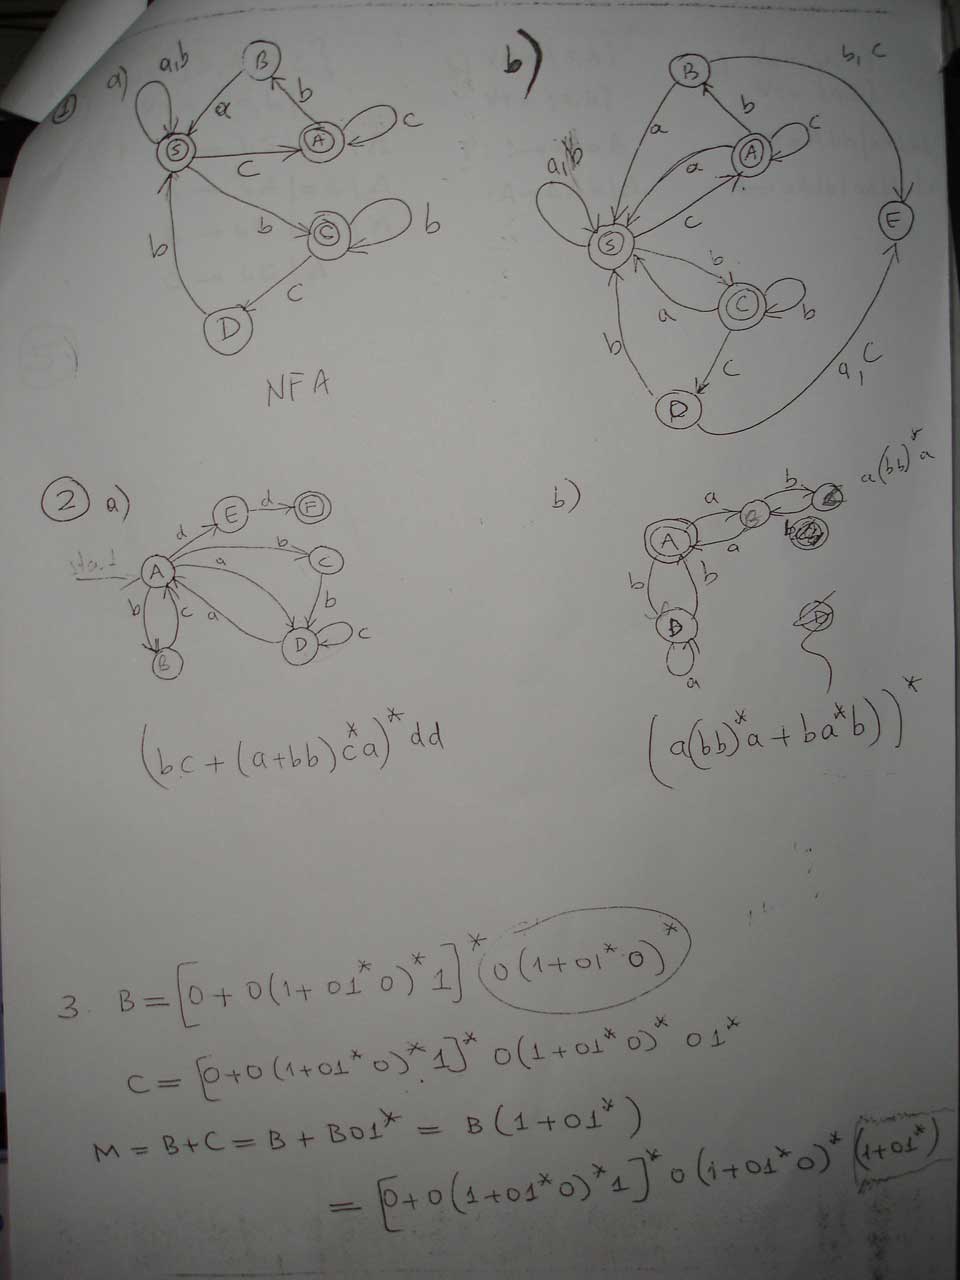 1 a)
a,b
B
a
b
S
c
A
c
b
C
b
b
c
D
NFA
b)
B
b, c
a
b
A
c
a
a, b
c
E
S
b
C
a
b
b
c
D
a, c
2 a)
d
E
d
F
start
A
b
C
a
b
b
c
a
D
c
B
(bc + (a+bb)c*a)*dd
b)
a
B
b
a(bb)*a
A
a
b
b
b
B
a
(a(bb)*a + ba*b))*
3. B = [0 + 0(1 + 01*0)*1]* 0(1+01*0)*
C = [0+0(1+01*0)*1]* 0(1+01*0)* 01*
M = B+C = B + B01* = B(1+01*)
= [0+0(1+01*0)*1]* 0(1+01*0)* (1+01*)